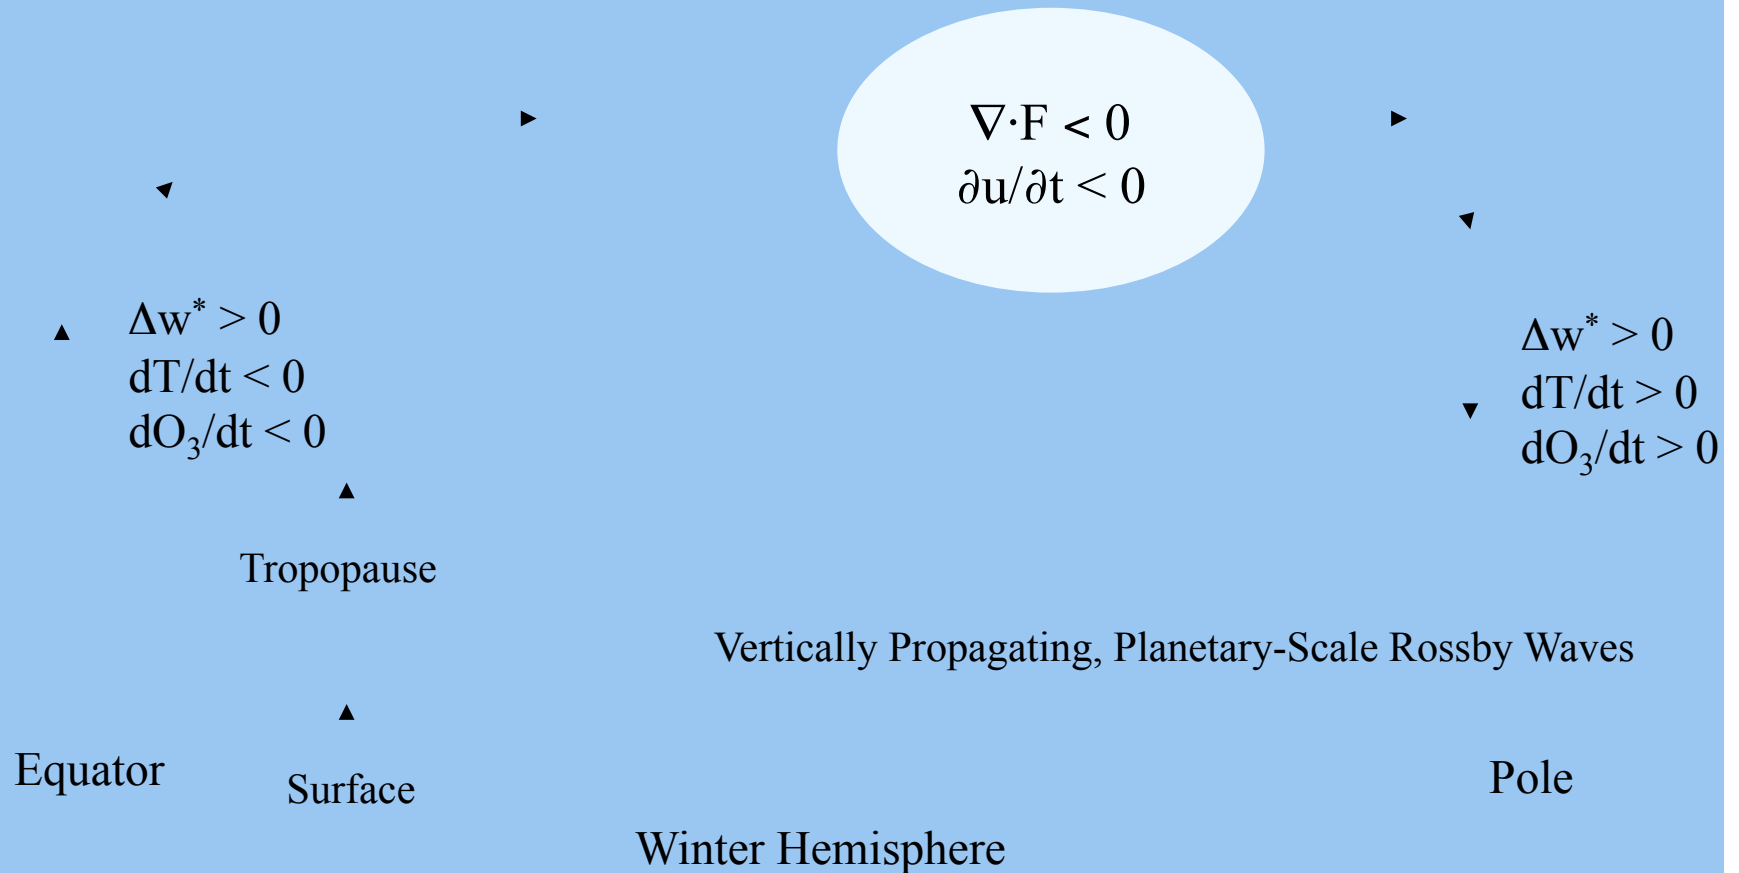 ∇·F < 0
∂u/∂t < 0
Δw* > 0
dT/dt < 0
dO₃/dt < 0
Δw* > 0
dT/dt > 0
dO₃/dt > 0
Tropopause
Vertically Propagating, Planetary-Scale Rossby Waves
Equator
Surface
Pole
Winter Hemisphere